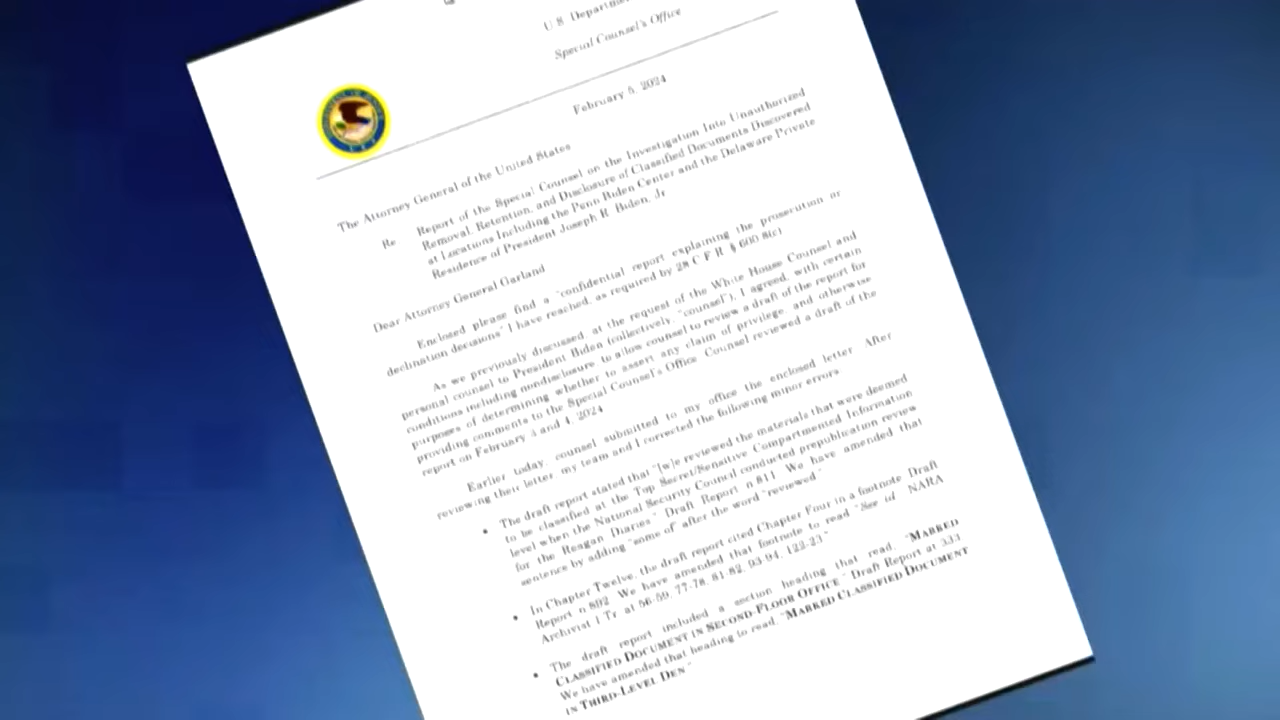 U S Departmen
Special Counsel's Office
February 5, 2024
The Attorney General of the United States
Re Report of the Special Counsel on the Investigation Into Unauthorized
Removal, Retention, and Disclosure of Classified Documents Discovered
at Locations Including the Penn Biden Center and the Delaware Private
Residence of President Joseph R Biden, Jr
Dear Attorney General Garland
Enclosed please find a "confidential report explaining the prosecution or
declination decisions" I have reached, as required by 28 C F R § 600 8(c)
As we previously discussed, at the request of the White House Counsel and
personal counsel to President Biden (collectively, "counsel"), I agreed, with certain
conditions including nondisclosure, to allow counsel to review a draft of the report for
purposes of determining whether to assert any claim of privilege, and otherwise
providing comments to the Special Counsel's Office Counsel reviewed a draft of the
report on February 3 and 4, 2024
Earlier today, counsel submitted to my office the enclosed letter After
reviewing their letter, my team and I corrected the following minor errors:
• The draft report stated that "[w]e reviewed the materials that were deemed
to be classified at the Top Secret/Sensitive Compartmented Information
level when the National Security Council conducted prepublication review
for the Reagan Diaries" Draft Report n 811 We have amended that
sentence by adding "some of" after the word "reviewed"
• In Chapter Twelve, the draft report cited Chapter Four in a footnote Draft
Report n 892 We have amended that footnote to read "See id NARA
Archivist 1 Tr at 56-59, 77-78, 81-82, 93-94, 122-23"
• The draft report included a section heading that read, "MARKED
CLASSIFIED DOCUMENT IN SECOND-FLOOR OFFICE" Draft Report at 333
We have amended that heading to read, "MARKED CLASSIFIED DOCUMENT
IN THIRD-LEVEL DEN"